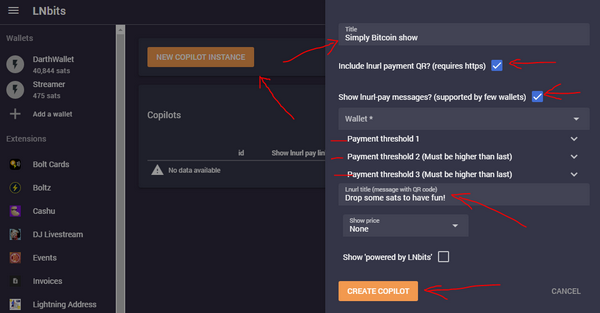 LNbits
Wallets
DarthWallet
40,844 sats
Streamer
475 sats
Add a wallet
Extensions
Bolt Cards
Boltz
Cashu
DJ Livestream
Events
Invoices
Lightning Address
NEW COPILOT INSTANCE
Copilots
id Show lnurl pay lin
No data available
Title
Simply Bitcoin show
Include lnurl payment QR? (requires https)
Show lnurl-pay messages? (supported by few wallets)
Wallet *
Payment threshold 1
Payment threshold 2 (Must be higher than last)
Payment threshold 3 (Must be higher than last)
Lnurl title (message with QR code)
Drop some sats to have fun!
Show price
None
Show 'powered by LNbits'
CREATE COPILOT
CANCEL